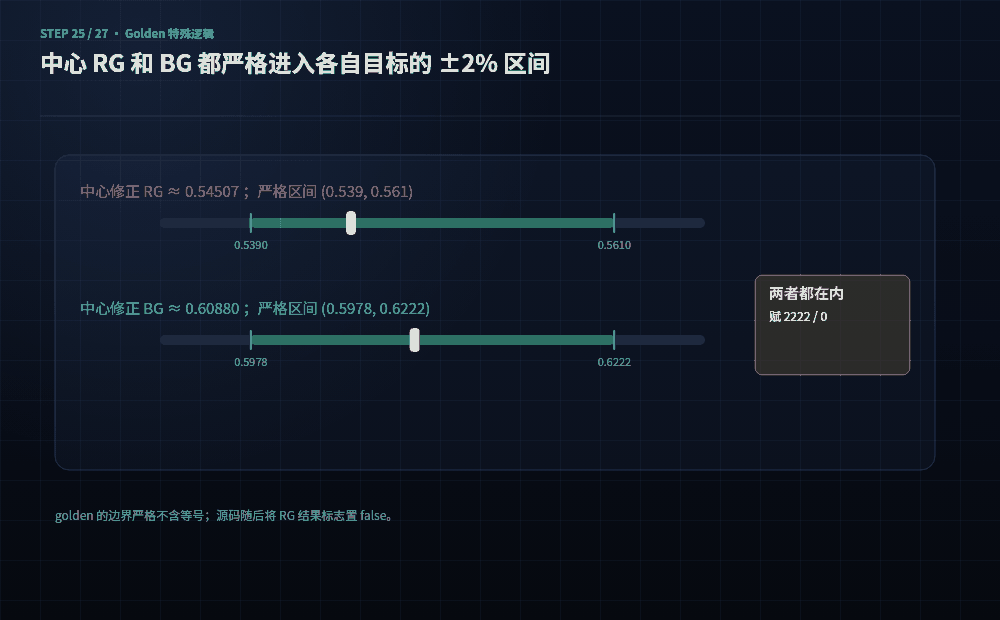 STEP 25 / 27 · Golden 特殊逻辑
中心 RG 和 BG 都严格进入各自目标的 ±2% 区间
中心修正 RG ≈ 0.54507；严格区间 (0.539, 0.561)
0.5390
0.5610
中心修正 BG ≈ 0.60880；严格区间 (0.5978, 0.6222)
0.5978
0.6222
两者都在内
赋 2222 / 0
golden 的边界严格不含等号；源码随后将 RG 结果标志置 false。